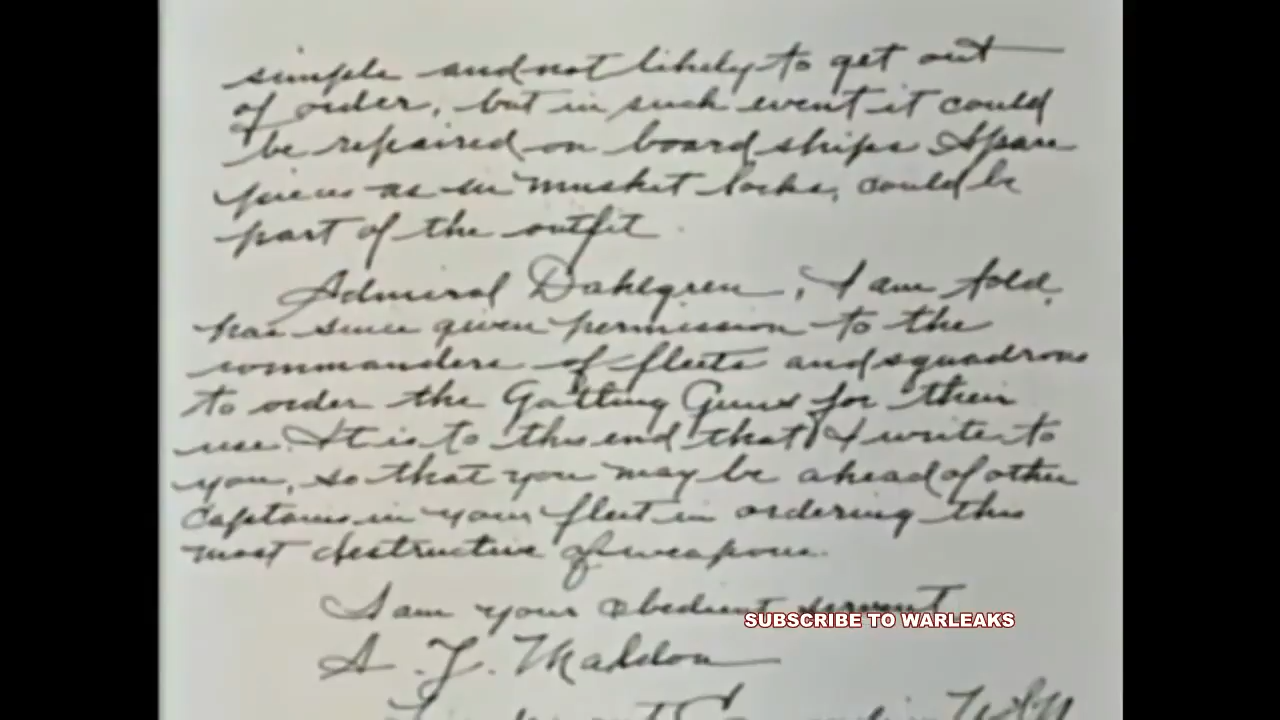 simple and not likely to get out
of order, but in such event it could
be repaired on board ships Spare
pieces as in musket locks, could be
part of the outfit.
Admiral Dahlgren, I am told,
has since given permission to the
commanders of fleets and squadrons
to order the Gatling Guns for their
use. It is to this end that I write to
you, so that you may be ahead of other
Captains in your fleet in ordering this
most destructive of weapons.
I am your obedient servant
SUBSCRIBE TO WARLEAKS
A. F. Maddon